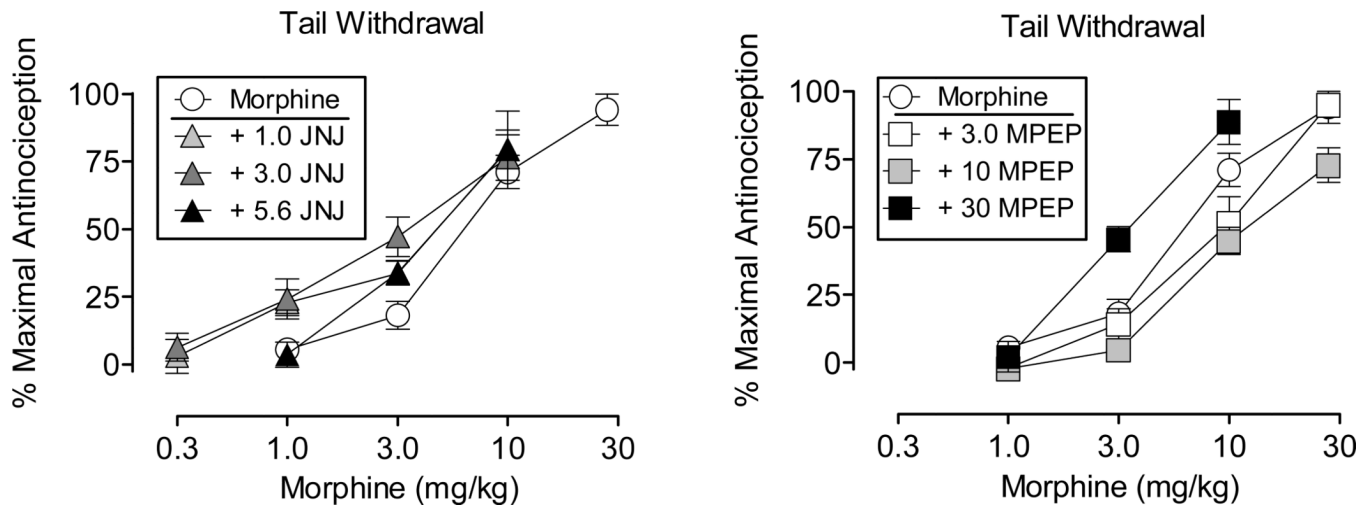 Tail Withdrawal
% Maximal Antinociception
100
75
50
25
0
Morphine
+ 1.0 JNJ
+ 3.0 JNJ
+ 5.6 JNJ
0.3 1.0 3.0 10 30
Morphine (mg/kg)
Tail Withdrawal
% Maximal Antinociception
100
75
50
25
0
Morphine
+ 3.0 MPEP
+ 10 MPEP
+ 30 MPEP
0.3 1.0 3.0 10 30
Morphine (mg/kg)